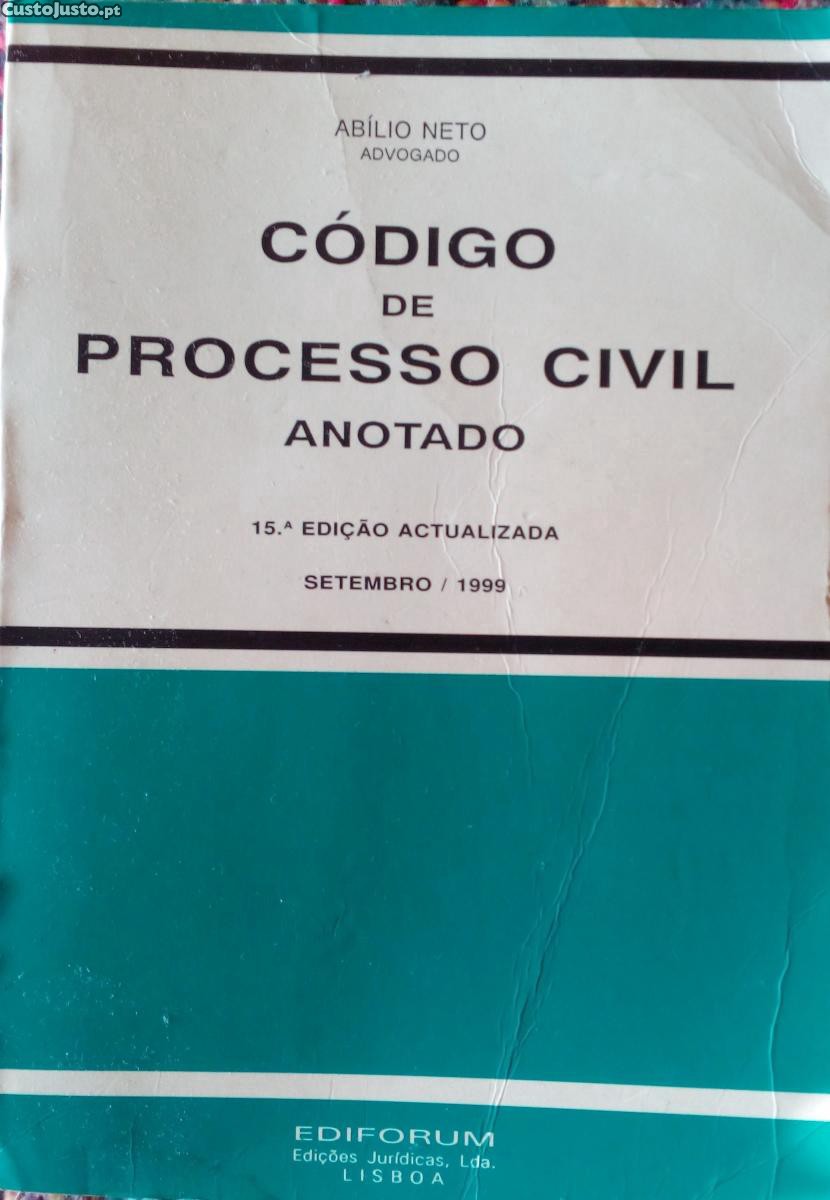 CustoJusto.pt
ABÍLIO NETO
ADVOGADO
CÓDIGO
DE
PROCESSO CIVIL
ANOTADO
15.ª EDIÇÃO ACTUALIZADA
SETEMBRO / 1999
EDIFORUM
Edições Jurídicas, Lda.
LISBOA